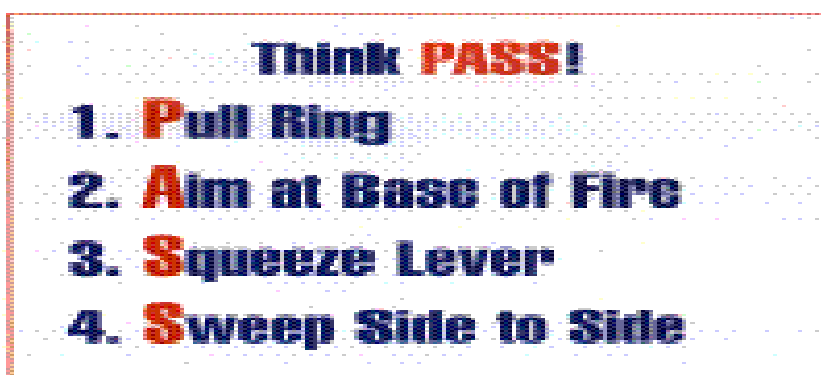 Think PASS!
1. Pull Ring
2. Aim at Base of Fire
3. Squeeze Lever
4. Sweep Side to Side